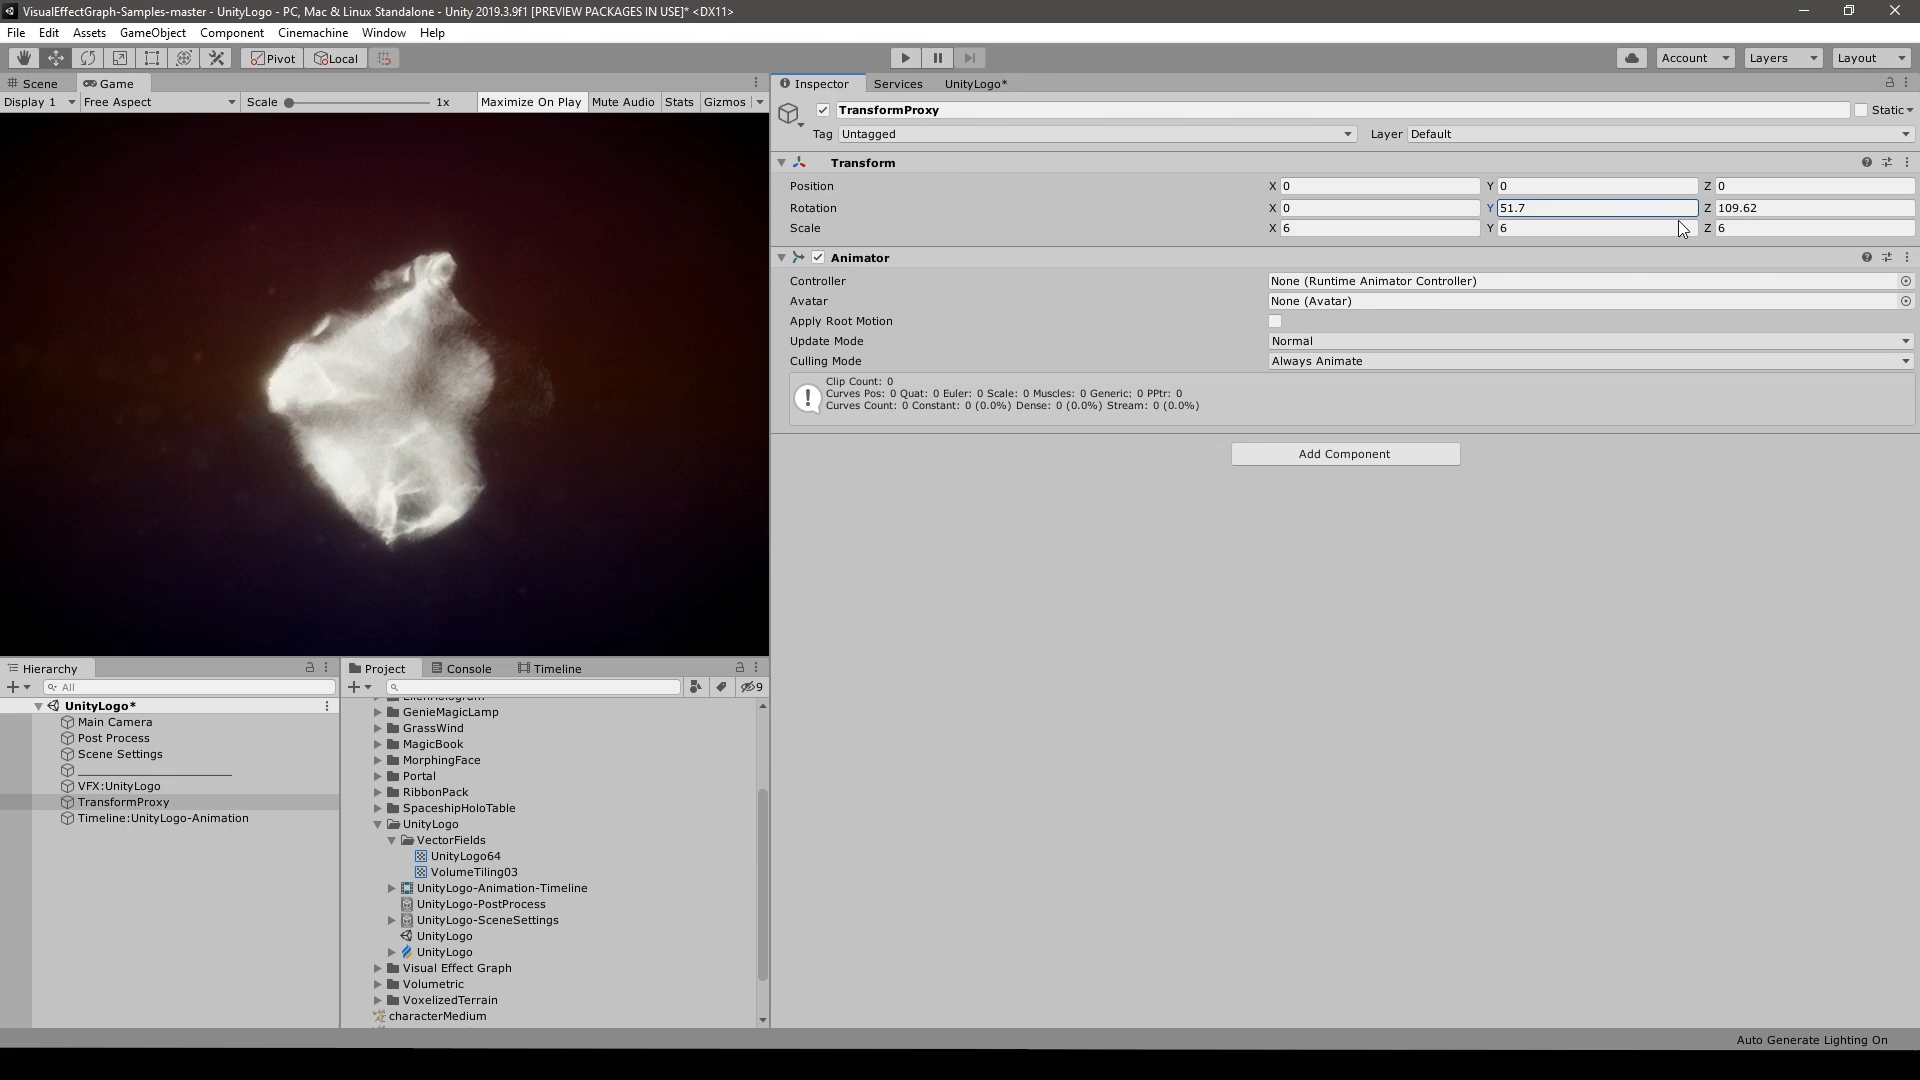 VisualEffectGraph-Samples-master - UnityLogo - PC, Mac & Linux Standalone - Unity 2019.3.9f1 [PREVIEW PACKAGES IN USE]* <DX11>
File Edit Assets GameObject Component Cinemachine Window Help
Pivot Local Account Layers Layout
Scene Game
Display 1 Free Aspect Scale 1x Maximize On Play Mute Audio Stats Gizmos
Inspector Services UnityLogo*
TransformProxy Static
Tag Untagged Layer Default
Transform
Position X 0 Y 0 Z 0
Rotation X 0 Y 51.7 Z 109.62
Scale X 6 Y 6 Z 6
Animator
Controller None (Runtime Animator Controller)
Avatar None (Avatar)
Apply Root Motion
Update Mode Normal
Culling Mode Always Animate
Clip Count: 0
Curves Pos: 0 Quat: 0 Euler: 0 Scale: 0 Muscles: 0 Generic: 0 PPtr: 0
Curves Count: 0 Constant: 0 (0.0%) Dense: 0 (0.0%) Stream: 0 (0.0%)
Add Component
Hierarchy
All
UnityLogo*
Main Camera
Post Process
Scene Settings
VFX:UnityLogo
TransformProxy
Timeline:UnityLogo-Animation
Project Console Timeline
9
GenieMagicLamp
GrassWind
MagicBook
MorphingFace
Portal
RibbonPack
SpaceshipHoloTable
UnityLogo
VectorFields
UnityLogo64
VolumeTiling03
UnityLogo-Animation-Timeline
UnityLogo-PostProcess
UnityLogo-SceneSettings
UnityLogo
UnityLogo
Visual Effect Graph
Volumetric
VoxelizedTerrain
characterMedium
Auto Generate Lighting On